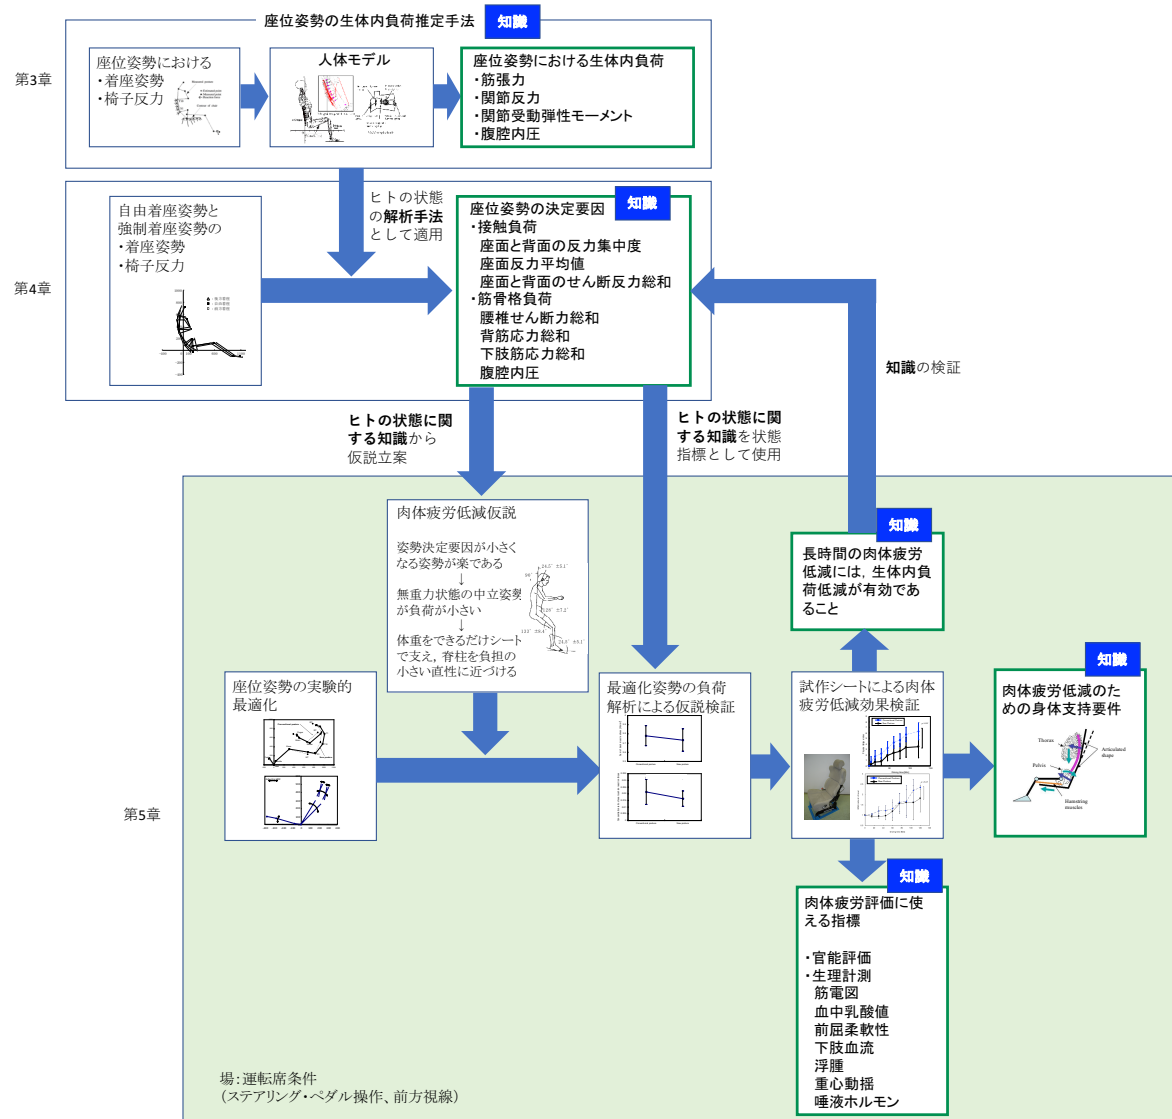 座位姿勢の生体内負荷推定手法
知識
第3章
座位姿勢における
・着座姿勢
・椅子反力
人体モデル
座位姿勢における生体内負荷
・筋張力
・関節反力
・関節受動弾性モーメント
・腹腔内圧
ヒトの状態
の解析手法
として適用
第4章
自由着座姿勢と
強制着座姿勢の
・着座姿勢
・椅子反力
知識
座位姿勢の決定要因
・接触負荷
座面と背面の反力集中度
座面反力平均値
座面と背面のせん断反力総和
・筋骨格負荷
腰椎せん断力総和
背筋応力総和
下肢筋応力総和
腹腔内圧
知識の検証
ヒトの状態に関
する知識から
仮説立案
ヒトの状態に関
する知識を状態
指標として使用
肉体疲労低減仮説
姿勢決定要因が小さく
なる姿勢が楽である
↓
無重力状態の中立姿勢
が負荷が小さい
↓
体重をできるだけシート
で支え，脊柱を負担の
小さい直性に近づける
知識
長時間の肉体疲労
低減には，生体内負
荷低減が有効であ
ること
第5章
座位姿勢の実験的
最適化
最適化姿勢の負荷
解析による仮説検証
試作シートによる肉体
疲労低減効果検証
知識
肉体疲労低減のた
めの身体支持要件
Thorax
Articulated
shape
Pelvis
Hamstring
muscles
知識
肉体疲労評価に使
える指標
・官能評価
・生理計測
筋電図
血中乳酸値
前屈柔軟性
下肢血流
浮腫
重心動揺
唾液ホルモン
場：運転席条件
（ステアリング・ペダル操作、前方視線）